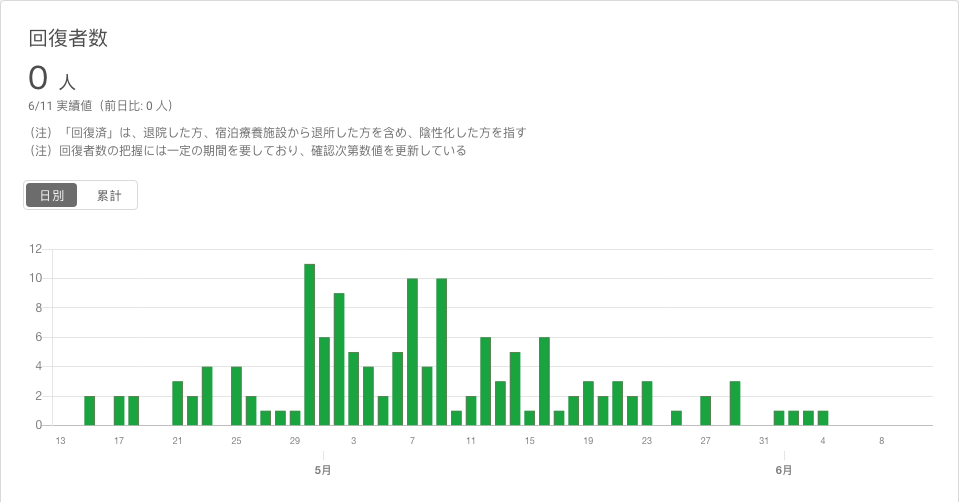 回復者数
0 人
6/11 実績値（前日比: 0 人）
（注）「回復済」は、退院した方、宿泊療養施設から退所した方を含め、陰性化した方を指す
（注）回復者数の把握には一定の期間を要しており、確認次第数値を更新している
日別 累計
12
10
8
6
4
2
0
13 17 21 25 29 3 7 11 15 19 23 27 31 4 8
5月 6月